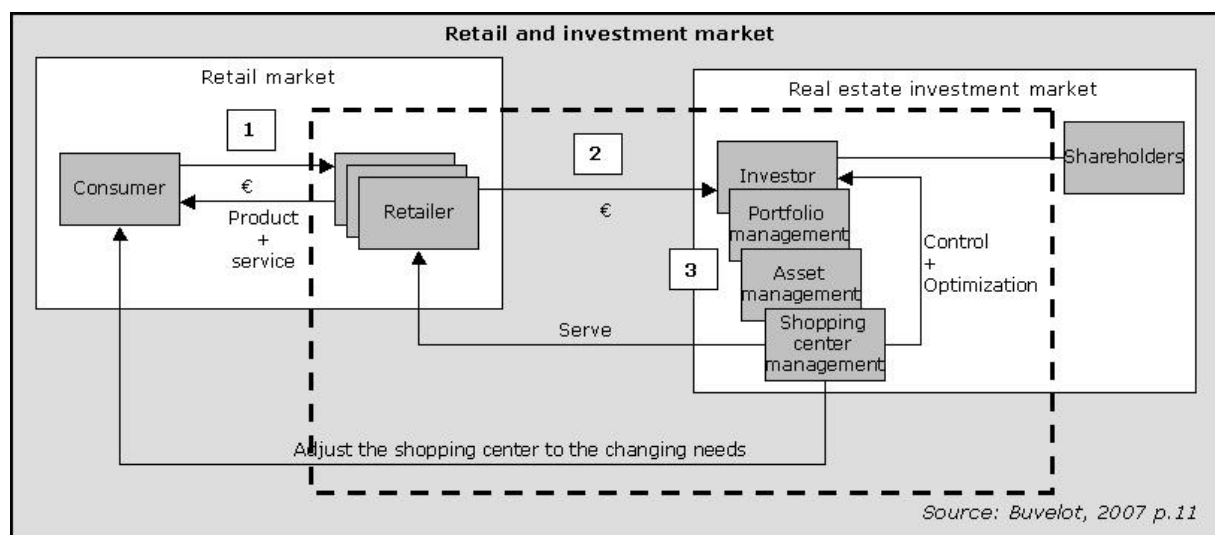 Retail and investment market
Retail market
Real estate investment market
1
2
Shareholders
Consumer
€
Product
+
service
Retailer
€
Investor
Portfolio
management
3
Asset
management
Shopping
center
management
Control
+
Optimization
Serve
Adjust the shopping center to the changing needs
Source: Buvelot, 2007 p.11